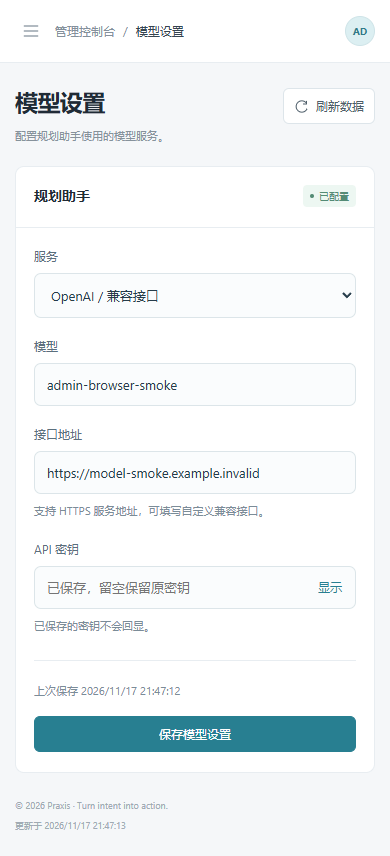 管理控制台 / 模型设置
AD
模型设置
刷新数据
配置规划助手使用的模型服务。
规划助手
已配置
服务
OpenAI / 兼容接口
模型
admin-browser-smoke
接口地址
https://model-smoke.example.invalid
支持 HTTPS 服务地址，可填写自定义兼容接口。
API 密钥
已保存，留空保留原密钥
显示
已保存的密钥不会回显。
上次保存 2026/11/17 21:47:12
保存模型设置
© 2026 Praxis · Turn intent into action.
更新于 2026/11/17 21:47:13